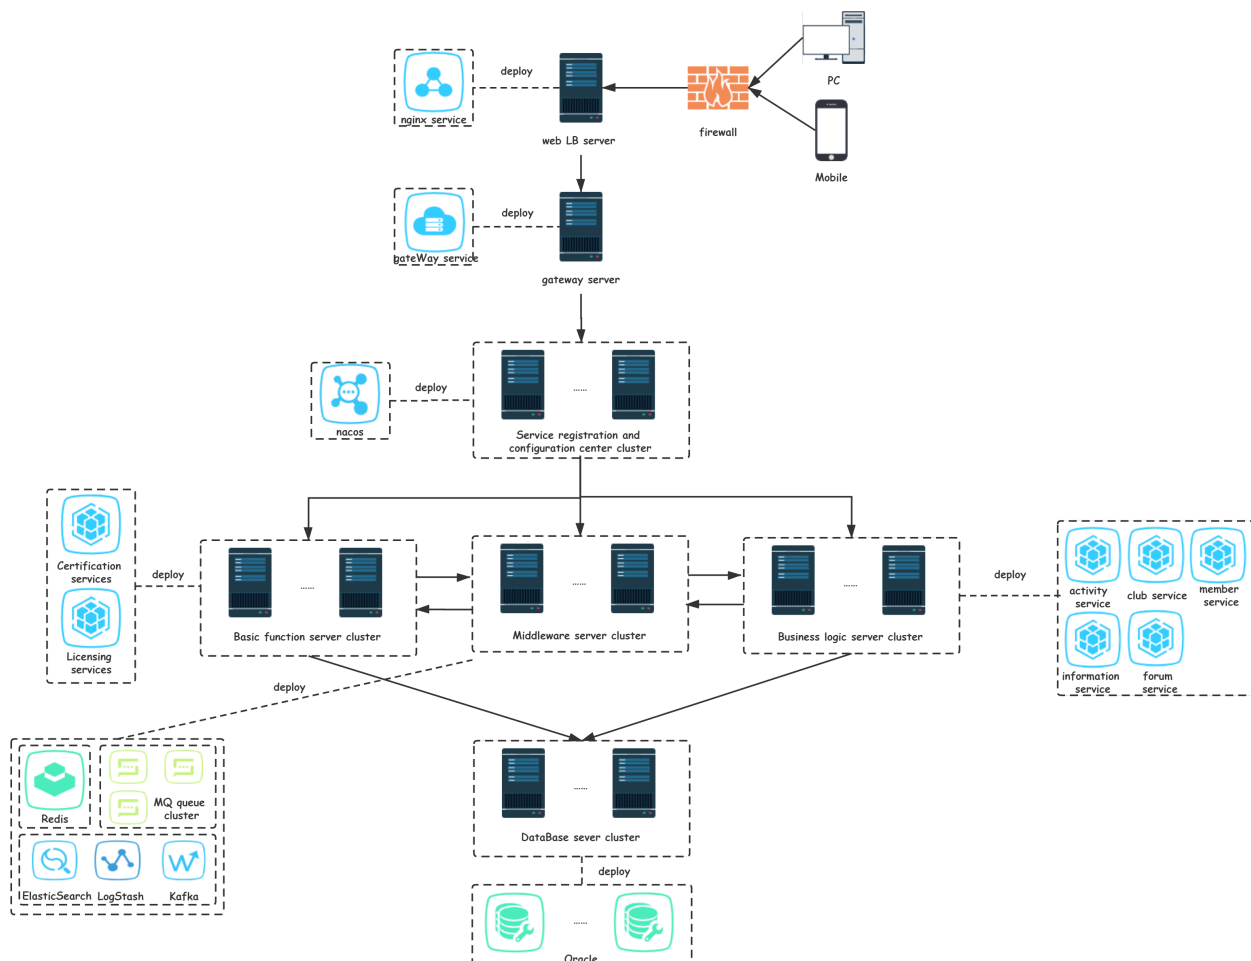 PC
deploy
nginx service
web LB server
firewall
Mobile
deploy
gateWay service
gateway server
deploy
nacos
......
Service registration and
configuration center cluster
Certification
services
Licensing
services
deploy
......
Basic function server cluster
......
Middleware server cluster
......
Business logic server cluster
deploy
activity
service
club service
member
service
information
service
forum
service
deploy
Redis
MQ queue
cluster
ElasticSearch
LogStash
Kafka
......
DataBase sever cluster
deploy
......
Oracle